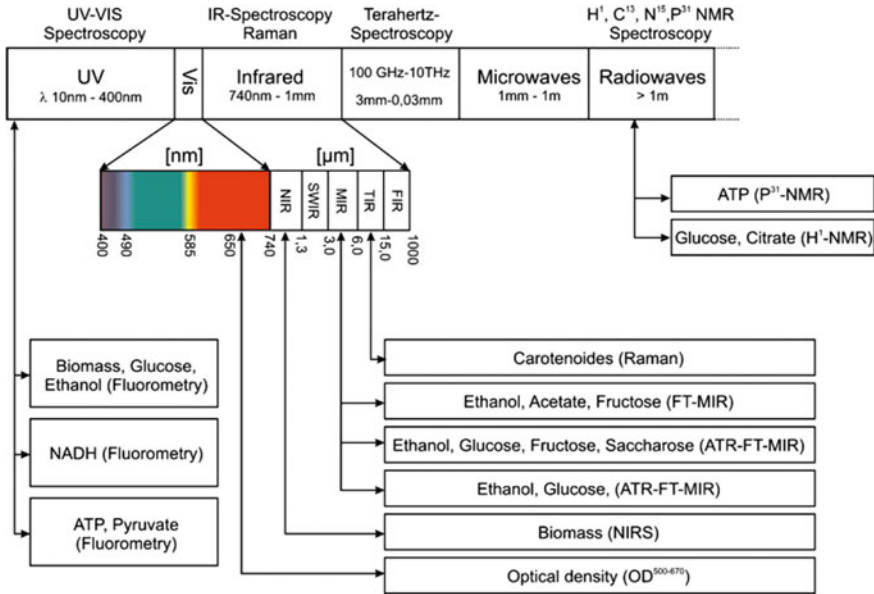 UV-VIS
Spectroscopy
IR-Spectroscopy
Raman
Terahertz-
Spectroscopy
H¹, C¹³, N¹⁵,P³¹ NMR
Spectroscopy
UV
λ 10nm - 400nm
Vis
Infrared
740nm - 1mm
100 GHz-10THz
3mm-0,03mm
Microwaves
1mm - 1m
Radiowaves
> 1m
[nm]
[µm]
NIR
SWIR
MIR
TIR
FIR
400
490
585
650
740
1,3
3,0
6,0
15,0
1000
ATP (P³¹-NMR)
Glucose, Citrate (H¹-NMR)
Biomass, Glucose,
Ethanol (Fluorometry)
NADH (Fluorometry)
ATP, Pyruvate
(Fluorometry)
Carotenoides (Raman)
Ethanol, Acetate, Fructose (FT-MIR)
Ethanol, Glucose, Fructose, Saccharose (ATR-FT-MIR)
Ethanol, Glucose, (ATR-FT-MIR)
Biomass (NIRS)
Optical density (OD⁵⁰⁰⁻⁶⁷⁰)